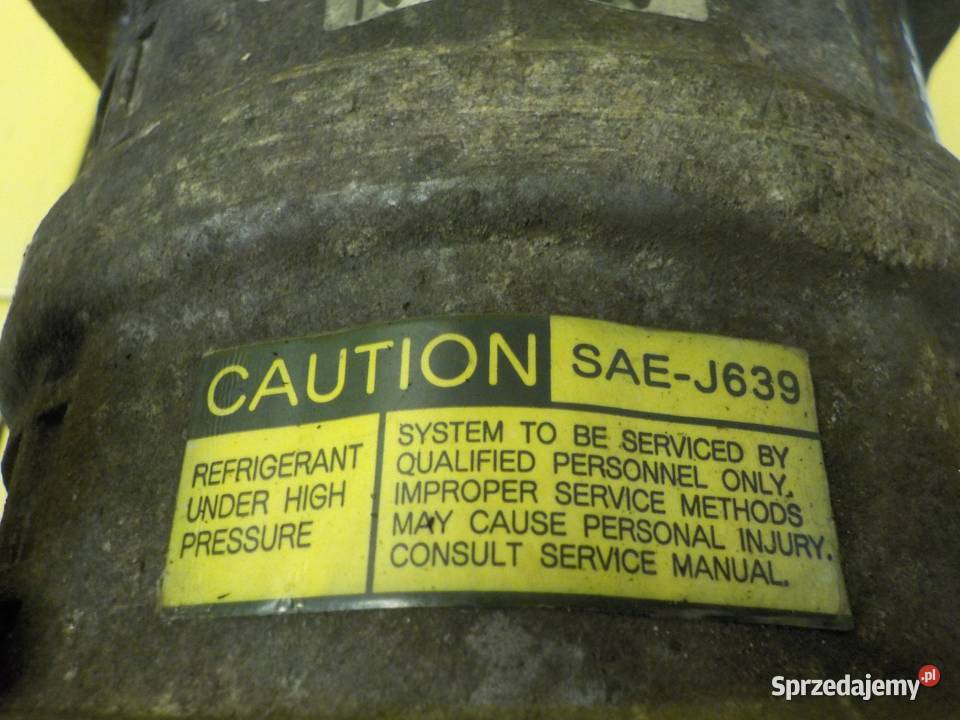 CAUTION SAE-J639
REFRIGERANT
UNDER HIGH
PRESSURE
SYSTEM TO BE SERVICED BY
QUALIFIED PERSONNEL ONLY.
IMPROPER SERVICE METHODS
MAY CAUSE PERSONAL INJURY.
CONSULT SERVICE MANUAL.
Sprzedajemy.pl